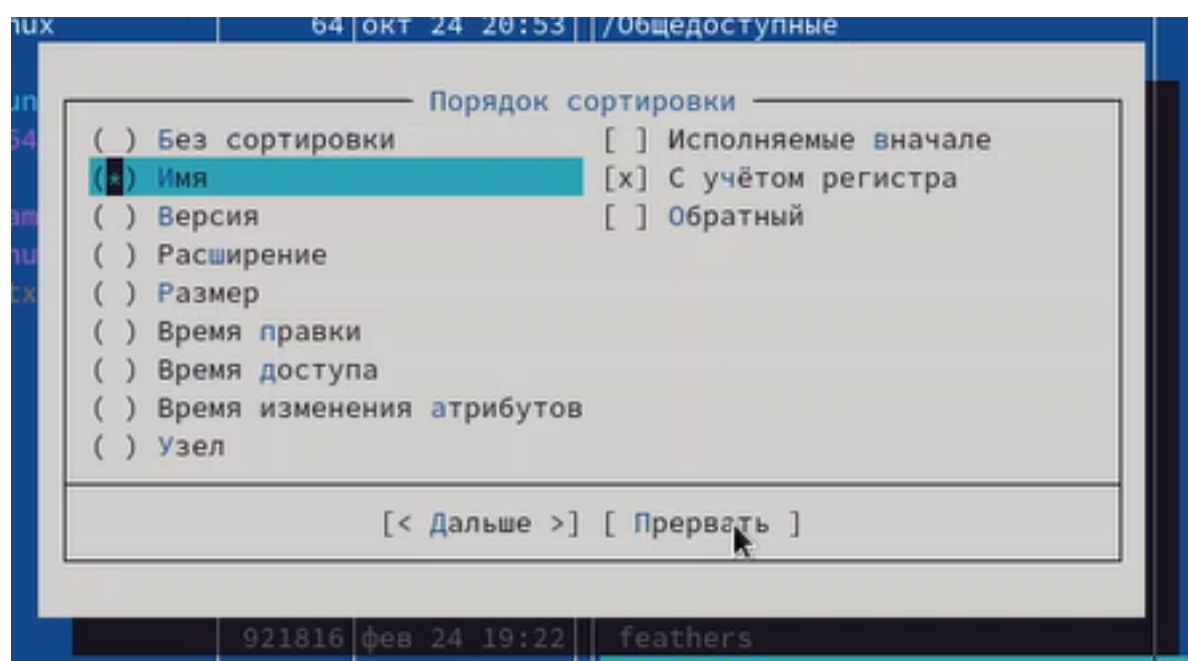 nux 64 окт 24 20:53 /Общедоступные
Порядок сортировки
( ) Без сортировки [ ] Исполняемые вначале
(*) Имя [x] С учётом регистра
( ) Версия [ ] Обратный
( ) Расширение
( ) Размер
( ) Время правки
( ) Время доступа
( ) Время изменения атрибутов
( ) Узел
[< Дальше >] [ Прервать ]
921816 фев 24 19:22 feathers